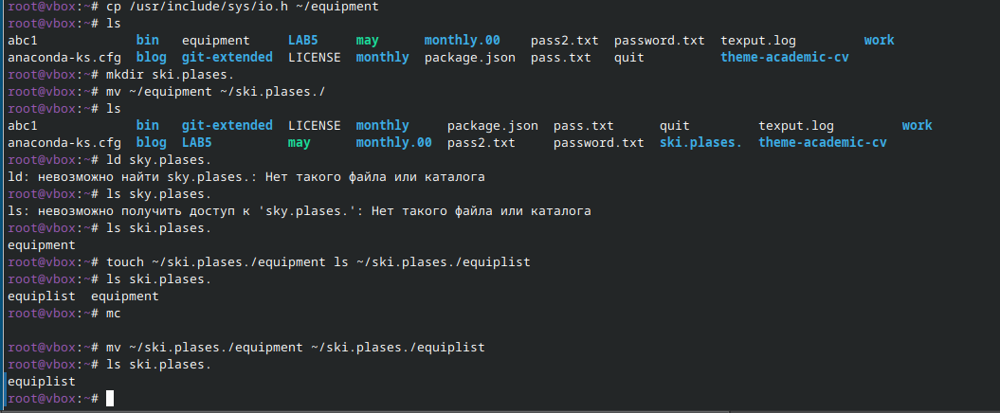 root@vbox:~# cp /usr/include/sys/io.h ~/equipment
root@vbox:~# ls
abc1 bin equipment LAB5 may monthly.00 pass2.txt password.txt texput.log work
anaconda-ks.cfg blog git-extended LICENSE monthly package.json pass.txt quit theme-academic-cv
root@vbox:~# mkdir ski.plases.
root@vbox:~# mv ~/equipment ~/ski.plases./
root@vbox:~# ls
abc1 bin git-extended LICENSE monthly package.json pass.txt quit texput.log work
anaconda-ks.cfg blog LAB5 may monthly.00 pass2.txt password.txt ski.plases. theme-academic-cv
root@vbox:~# ld sky.plases.
ld: невозможно найти sky.plases.: Нет такого файла или каталога
root@vbox:~# ls sky.plases.
ls: невозможно получить доступ к 'sky.plases.': Нет такого файла или каталога
root@vbox:~# ls ski.plases.
equipment
root@vbox:~# touch ~/ski.plases./equipment ls ~/ski.plases./equiplist
root@vbox:~# ls ski.plases.
equiplist equipment
root@vbox:~# mc
root@vbox:~# mv ~/ski.plases./equipment ~/ski.plases./equiplist
root@vbox:~# ls ski.plases.
equiplist
root@vbox:~#